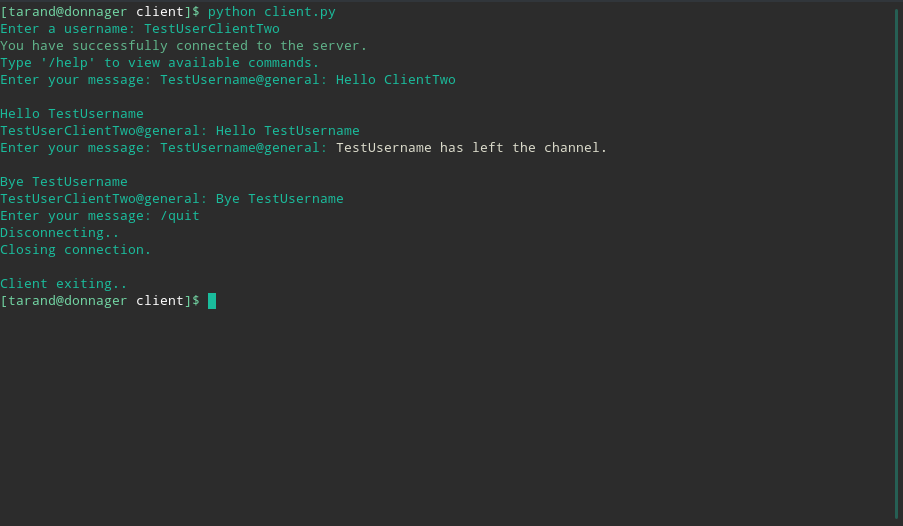 [tarand@donnager client]$ python client.py
Enter a username: TestUserClientTwo
You have successfully connected to the server.
Type '/help' to view available commands.
Enter your message: TestUsername@general: Hello ClientTwo
Hello TestUsername
TestUserClientTwo@general: Hello TestUsername
Enter your message: TestUsername@general: TestUsername has left the channel.
Bye TestUsername
TestUserClientTwo@general: Bye TestUsername
Enter your message: /quit
Disconnecting..
Closing connection.
Client exiting..
[tarand@donnager client]$